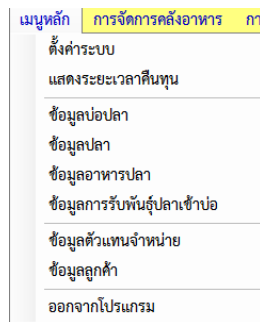 เมนูหลัก การจัดการคลังอาหาร
ตั้งค่าระบบ
แสดงระยะเวลาคืนทุน
ข้อมูลบ่อปลา
ข้อมูลปลา
ข้อมูลอาหารปลา
ข้อมูลการรับพันธุ์ปลาเข้าบ่อ
ข้อมูลตัวแทนจำหน่าย
ข้อมูลลูกค้า
ออกจากโปรแกรม